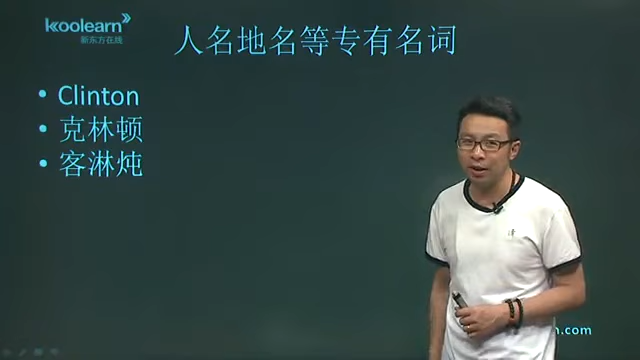 koolearn
新东方在线
人名地名等专有名词
• Clinton
• 克林顿
• 客淋炖
n.com